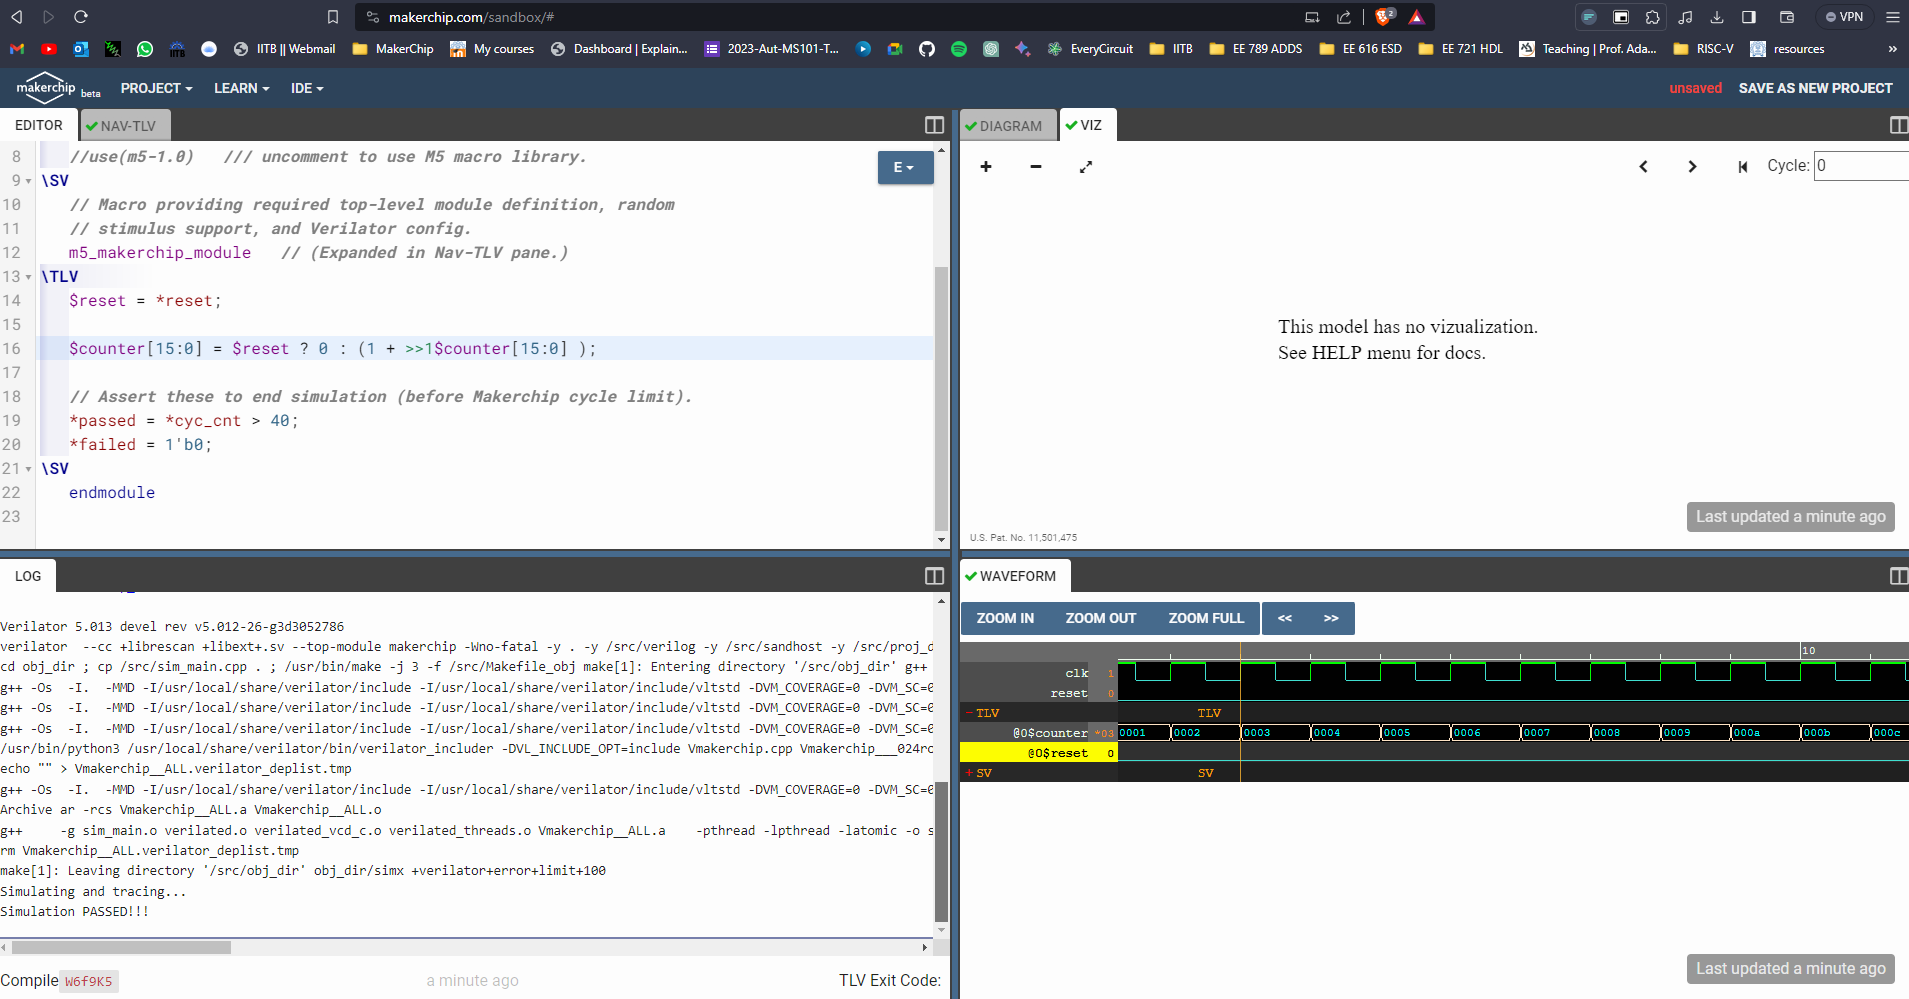 makerchip.com/sandbox/#
2
VPN
IITB || Webmail
MakerChip
My courses
Dashboard | Explain...
2023-Aut-MS101-T...
EveryCircuit
IITB
EE 789 ADDS
EE 616 ESD
EE 721 HDL
Teaching | Prof. Ada...
RISC-V
resources
»
makerchip beta
PROJECT
LEARN
IDE
unsaved
SAVE AS NEW PROJECT
EDITOR
NAV-TLV
8 //use(m5-1.0) /// uncomment to use M5 macro library.
9 \SV
10 // Macro providing required top-level module definition, random
11 // stimulus support, and Verilator config.
12 m5_makerchip_module // (Expanded in Nav-TLV pane.)
13 \TLV
14 $reset = *reset;
15
16 $counter[15:0] = $reset ? 0 : (1 + >>1$counter[15:0] );
17
18 // Assert these to end simulation (before Makerchip cycle limit).
19 *passed = *cyc_cnt > 40;
20 *failed = 1'b0;
21 \SV
22 endmodule
23
E
DIAGRAM
VIZ
Cycle: 0
This model has no vizualization.
See HELP menu for docs.
Last updated a minute ago
U.S. Pat. No. 11,501,475
LOG
Verilator 5.013 devel rev v5.012-26-g3d3052786
verilator --cc +librescan +libext+.sv --top-module makerchip -Wno-fatal -y . -y /src/verilog -y /src/sandhost -y /src/proj_d
cd obj_dir ; cp /src/sim_main.cpp . ; /usr/bin/make -j 3 -f /src/Makefile_obj make[1]: Entering directory '/src/obj_dir' g++
g++ -Os -I. -MMD -I/usr/local/share/verilator/include -I/usr/local/share/verilator/include/vltstd -DVM_COVERAGE=0 -DVM_SC=0
g++ -Os -I. -MMD -I/usr/local/share/verilator/include -I/usr/local/share/verilator/include/vltstd -DVM_COVERAGE=0 -DVM_SC=0
g++ -Os -I. -MMD -I/usr/local/share/verilator/include -I/usr/local/share/verilator/include/vltstd -DVM_COVERAGE=0 -DVM_SC=0
/usr/bin/python3 /usr/local/share/verilator/bin/verilator_includer -DVL_INCLUDE_OPT=include Vmakerchip.cpp Vmakerchip___024ro
echo "" > Vmakerchip__ALL.verilator_deplist.tmp
g++ -Os -I. -MMD -I/usr/local/share/verilator/include -I/usr/local/share/verilator/include/vltstd -DVM_COVERAGE=0 -DVM_SC=0
Archive ar -rcs Vmakerchip__ALL.a Vmakerchip__ALL.o
g++ -g sim_main.o verilated.o verilated_vcd_c.o verilated_threads.o Vmakerchip__ALL.a -pthread -lpthread -latomic -o s
rm Vmakerchip__ALL.verilator_deplist.tmp
make[1]: Leaving directory '/src/obj_dir' obj_dir/simx +verilator+error+limit+100
Simulating and tracing...
Simulation PASSED!!!
Compile W6f9K5
a minute ago
TLV Exit Code:
WAVEFORM
ZOOM IN
ZOOM OUT
ZOOM FULL
<<
>>
10
clk 1
reset 0
- TLV TLV
@0$counter *03 0001 0002 0003 0004 0005 0006 0007 0008 0009 000a 000b 000c
@0$reset 0
+ SV SV
Last updated a minute ago